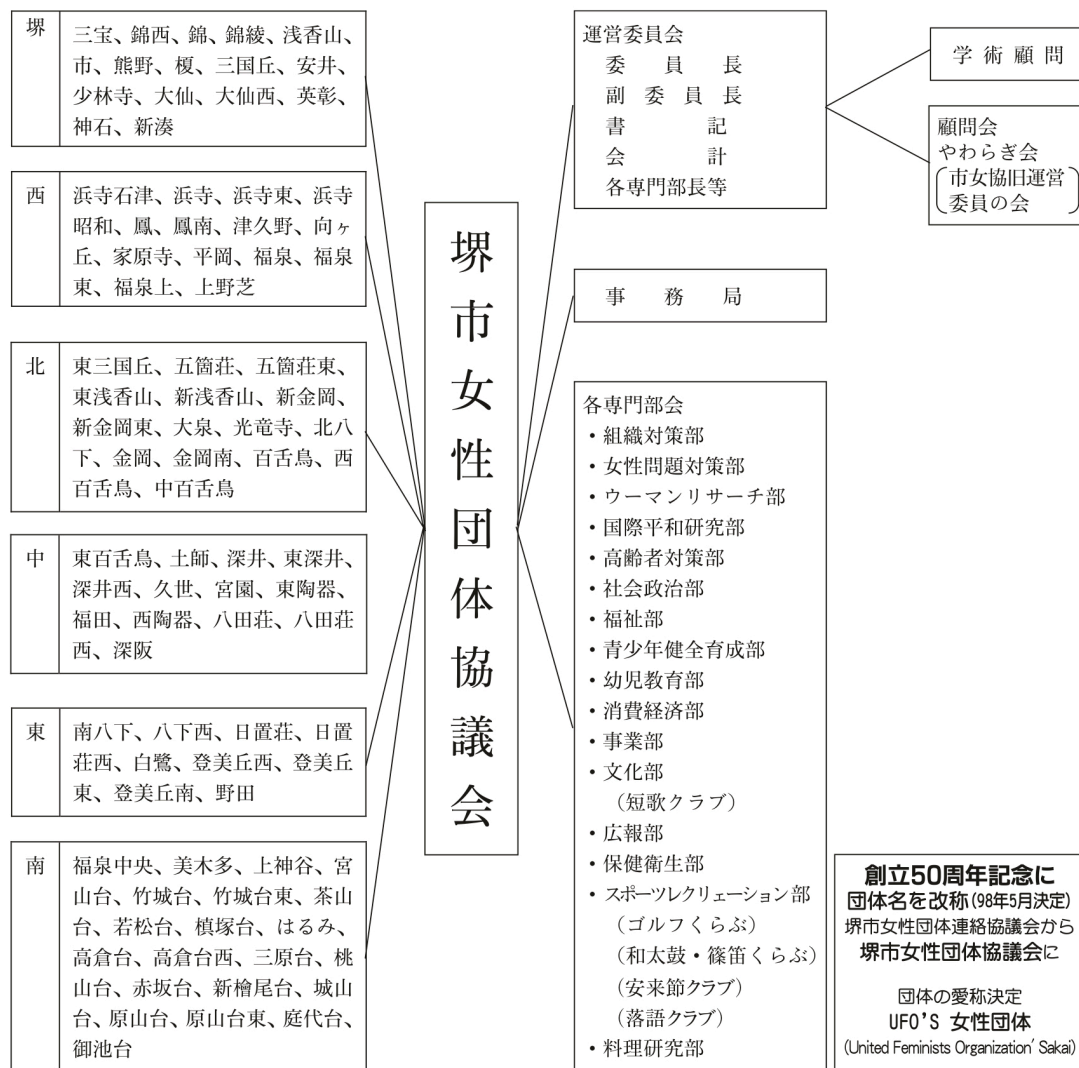 堺
三宝、錦西、錦、錦綾、浅香山、
市、熊野、榎、三国丘、安井、
少林寺、大仙、大仙西、英彰、
神石、新湊
西
浜寺石津、浜寺、浜寺東、浜寺
昭和、鳳、鳳南、津久野、向ヶ
丘、家原寺、平岡、福泉、福泉
東、福泉上、上野芝
北
東三国丘、五箇荘、五箇荘東、
東浅香山、新浅香山、新金岡、
新金岡東、大泉、光竜寺、北八
下、金岡、金岡南、百舌鳥、西
百舌鳥、中百舌鳥
中
東百舌鳥、土師、深井、東深井、
深井西、久世、宮園、東陶器、
福田、西陶器、八田荘、八田荘
西、深阪
東
南八下、八下西、日置荘、日置
荘西、白鷺、登美丘西、登美丘
東、登美丘南、野田
南
福泉中央、美木多、上神谷、宮
山台、竹城台、竹城台東、茶山
台、若松台、槙塚台、はるみ、
高倉台、高倉台西、三原台、桃
山台、赤坂台、新檜尾台、城山
台、原山台、原山台東、庭代台、
御池台
堺市女性団体協議会
運営委員会
委員長
副委員長
書記
会計
各専門部長等
学術顧問
顧問会
やわらぎ会
(市女協旧運営
委員の会)
事務局
各専門部会
・組織対策部
・女性問題対策部
・ウーマンリサーチ部
・国際平和研究部
・高齢者対策部
・社会政治部
・福祉部
・青少年健全育成部
・幼児教育部
・消費経済部
・事業部
・文化部
(短歌クラブ)
・広報部
・保健衛生部
・スポーツレクリェーション部
(ゴルフくらぶ)
(和太鼓・篠笛くらぶ)
(安来節クラブ)
(落語クラブ)
・料理研究部
創立50周年記念に
団体名を改称(98年5月決定)
堺市女性団体連絡協議会から
堺市女性団体協議会に
団体の愛称決定
UFO'S 女性団体
(United Feminists Organization' Sakai)